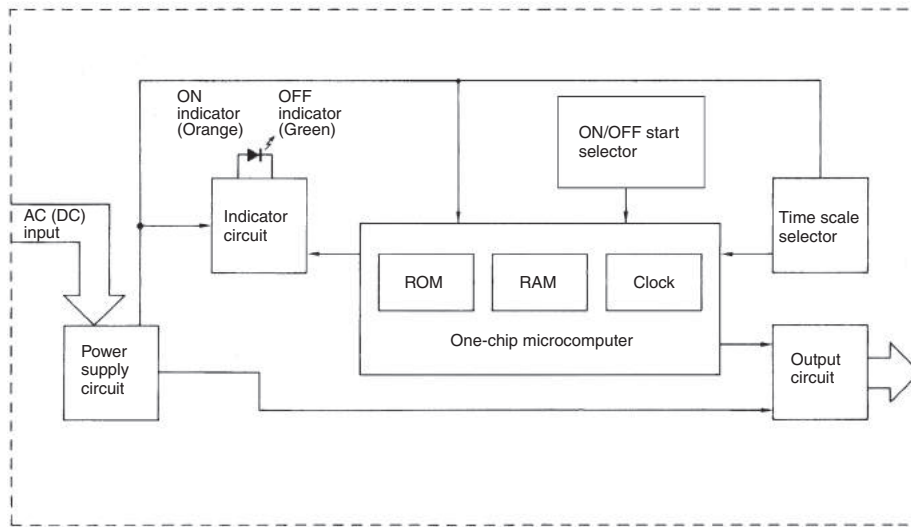 ON
indicator
(Orange)
OFF
indicator
(Green)
ON/OFF start
selector
AC (DC)
input
Indicator
circuit
Time scale
selector
ROM
RAM
Clock
One-chip microcomputer
Power
supply
circuit
Output
circuit